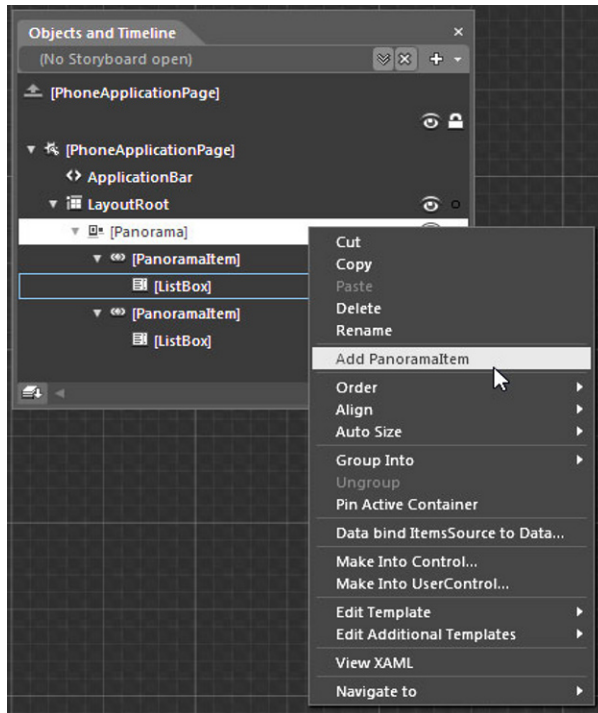 Objects and Timeline
(No Storyboard open)
[PhoneApplicationPage]
[PhoneApplicationPage]
ApplicationBar
LayoutRoot
[Panorama]
[PanoramaItem]
[ListBox]
[PanoramaItem]
[ListBox]
Cut
Copy
Paste
Delete
Rename
Add PanoramaItem
Order
Align
Auto Size
Group Into
Ungroup
Pin Active Container
Data bind ItemsSource to Data...
Make Into Control...
Make Into UserControl...
Edit Template
Edit Additional Templates
View XAML
Navigate to